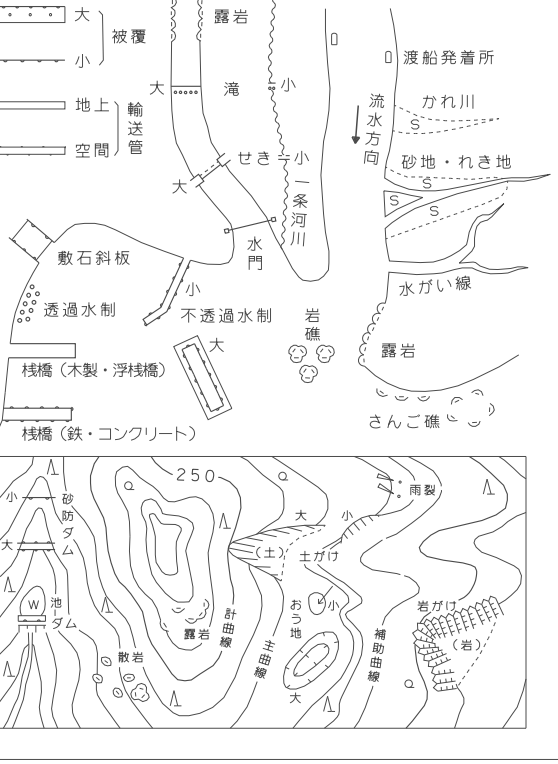 大
小
被覆
地上
空間
輸送管
露岩
大
滝
小
せき
小
大
一条河川
水門
渡船発着所
流水方向
かれ川
S
砂地・れき地
S
S
S
水がい線
敷石斜板
透過水制
小
不透過水制
大
桟橋（木製・浮桟橋）
桟橋（鉄・コンクリート）
岩礁
露岩
さんご礁
250
小
砂防ダム
大
W
池
ダム
散岩
露岩
計曲線
主曲線
大
小
（土）
土がけ
雨裂
おう地
小
大
補助曲線
岩がけ
（岩）